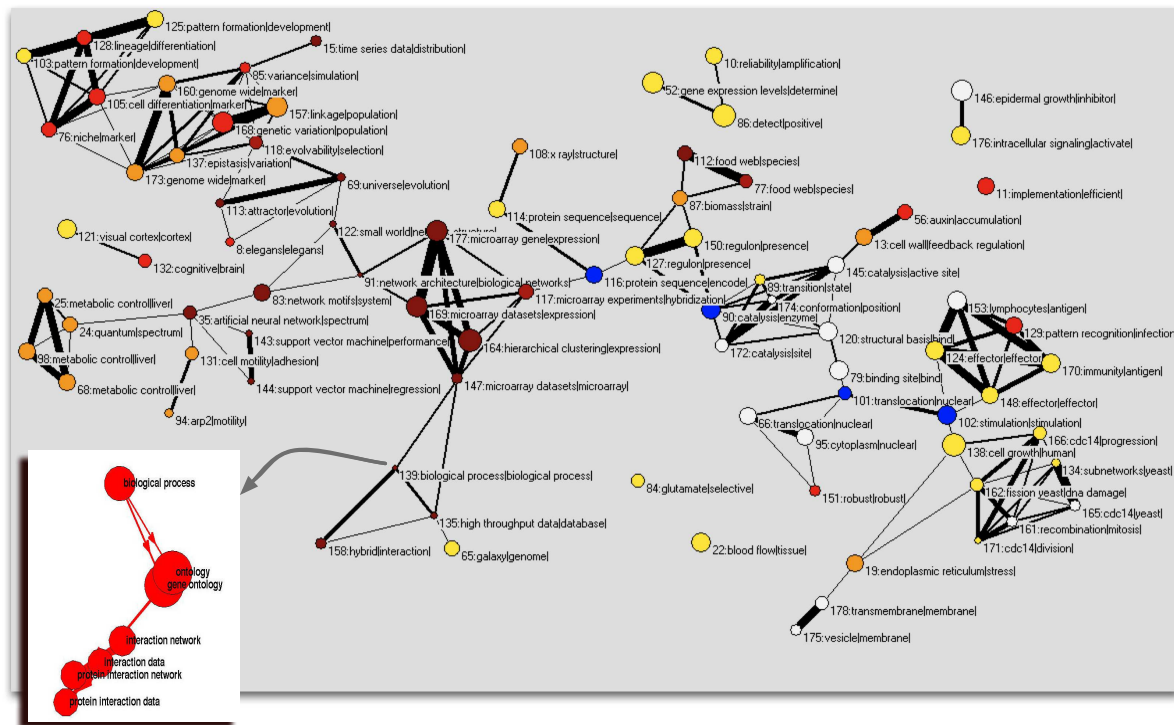 125:pattern formation|development|
128:lineage|differentiation|
15:time series data|distribution|
103:pattern formation|development|
85:variance|simulation|
10:reliability|amplification|
160:genome wide|marker|
52:gene expression levels|determine|
146:epidermal growth|inhibitor|
105:cell differentiation|marker|
157:linkage|population|
86:detect|positive|
168:genetic variation|population|
76:niche|marker|
176:intracellular signaling|activate|
118:evolvability|selection|
108:x ray|structure|
137:epistasis|variation|
112:food web|species|
173:genome wide|marker|
69:universe|evolution|
77:food web|species|
11:implementation|efficient|
87:biomass|strain|
113:attractor|evolution|
114:protein sequence|sequence|
56:auxin|accumulation|
122:small world|network structure|
121:visual cortex|cortex|
177:microarray gene|expression|
150:regulon|presence|
13:cell wall|feedback regulation|
8:elegans|elegans|
132:cognitive|brain|
127:regulon|presence|
145:catalysis|active site|
91:network architecture|biological networks|
116:protein sequence|encode|
89:transition|state|
83:network motifs|system|
117:microarray experiments|hybridization|
25:metabolic control|liver|
174:conformation|position|
153:lymphocytes|antigen|
169:microarray datasets|expression|
90:catalysis|enzyme|
35:artificial neural network|spectrum|
24:quantum|spectrum|
129:pattern recognition|infection
143:support vector machine|performance|
120:structural basis|bind|
164:hierarchical clustering|expression|
172:catalysis|site|
98:metabolic control|liver|
131:cell motility|adhesion|
124:effector|effector|
170:immunity|antigen|
79:binding site|bind|
68:metabolic control|liver|
144:support vector machine|regression|
147:microarray datasets|microarray|
101:translocation|nuclear|
148:effector|effector|
94:arp2|motility|
66:translocation|nuclear|
102:stimulation|stimulation|
95:cytoplasm|nuclear|
166:cdc14|progression|
138:cell growth|human|
139:biological process|biological process|
134:subnetworks|yeast|
84:glutamate|selective|
162:fission yeast|dna damage|
151:robust|robust|
165:cdc14|yeast|
135:high throughput data|database|
161:recombination|mitosis|
158:hybrid|interaction|
65:galaxy|genome|
22:blood flow|tissue|
171:cdc14|division|
19:endoplasmic reticulum|stress|
178:transmembrane|membrane|
175:vesicle|membrane|
biological process
ontology
gene ontology
interaction network
interaction data
protein interaction network
protein interaction data